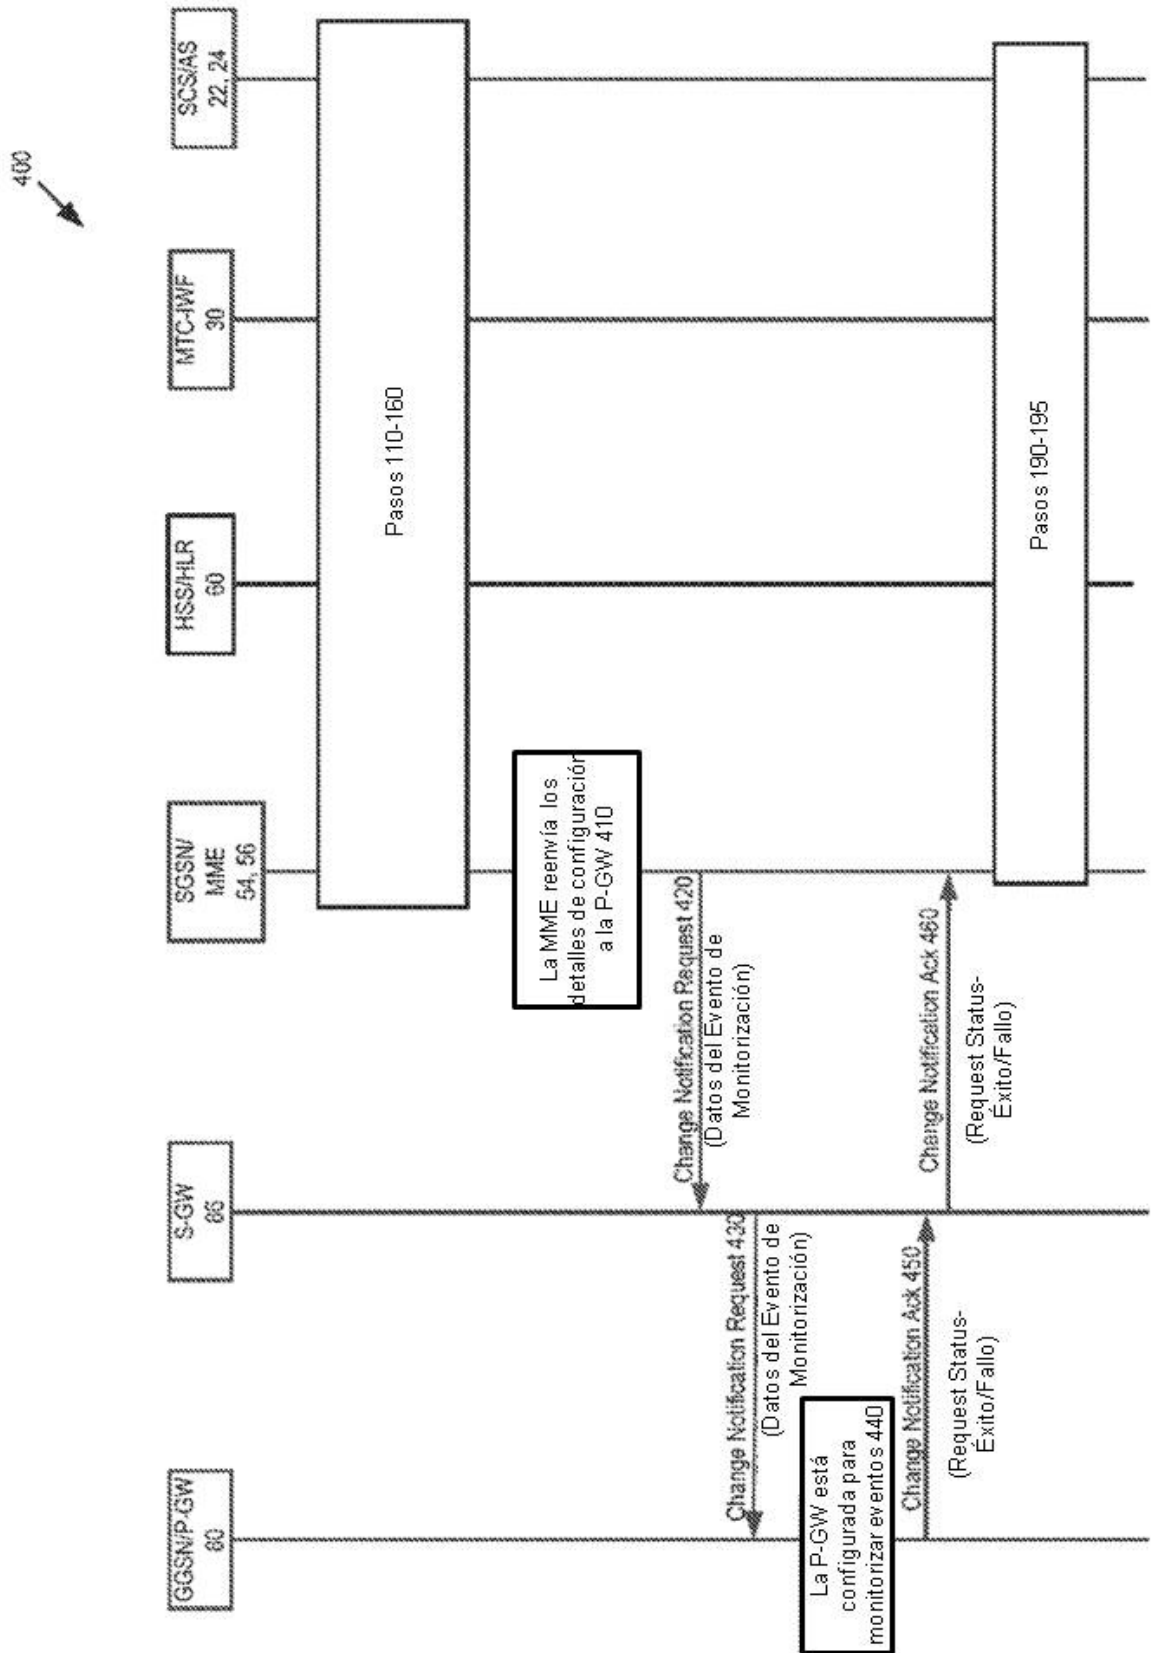 400
GGSN/P-GW
S-GW
SGSN/
MME
54, 56
HSS/HLR
MTC-IWF
30
SCS/AS
22, 24
Pasos 110-160
La MME reenvía los
detalles de configuración
a la P-GW 410
Change Notification Request 420
(Datos del Evento de
Monitorización)
Change Notification Request 430
(Datos del Evento de
Monitorización)
La P-GW está
configurada para
monitorizar eventos 440
Change Notification Ack 450
(Request Status-
Éxito/Fallo)
Change Notification Ack 460
(Request Status-
Éxito/Fallo)
Pasos 190-195